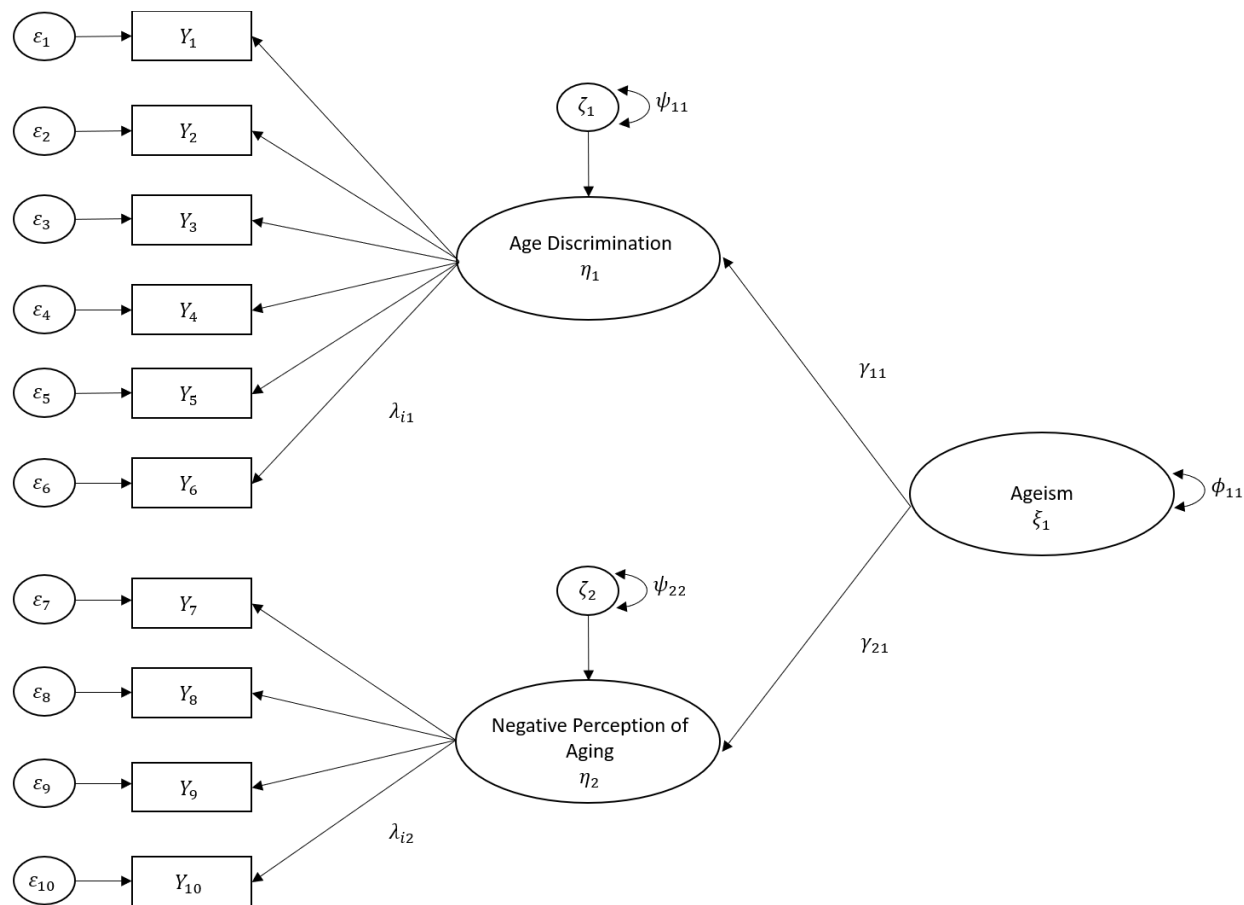 ε₁
Y₁
ε₂
Y₂
ζ₁
ψ₁₁
ε₃
Y₃
Age Discrimination
η₁
ε₄
Y₄
ε₅
Y₅
λᵢ₁
γ₁₁
ε₆
Y₆
Ageism
ξ₁
ϕ₁₁
ε₇
Y₇
ζ₂
ψ₂₂
γ₂₁
ε₈
Y₈
Negative Perception of
Aging
η₂
ε₉
Y₉
λᵢ₂
ε₁₀
Y₁₀